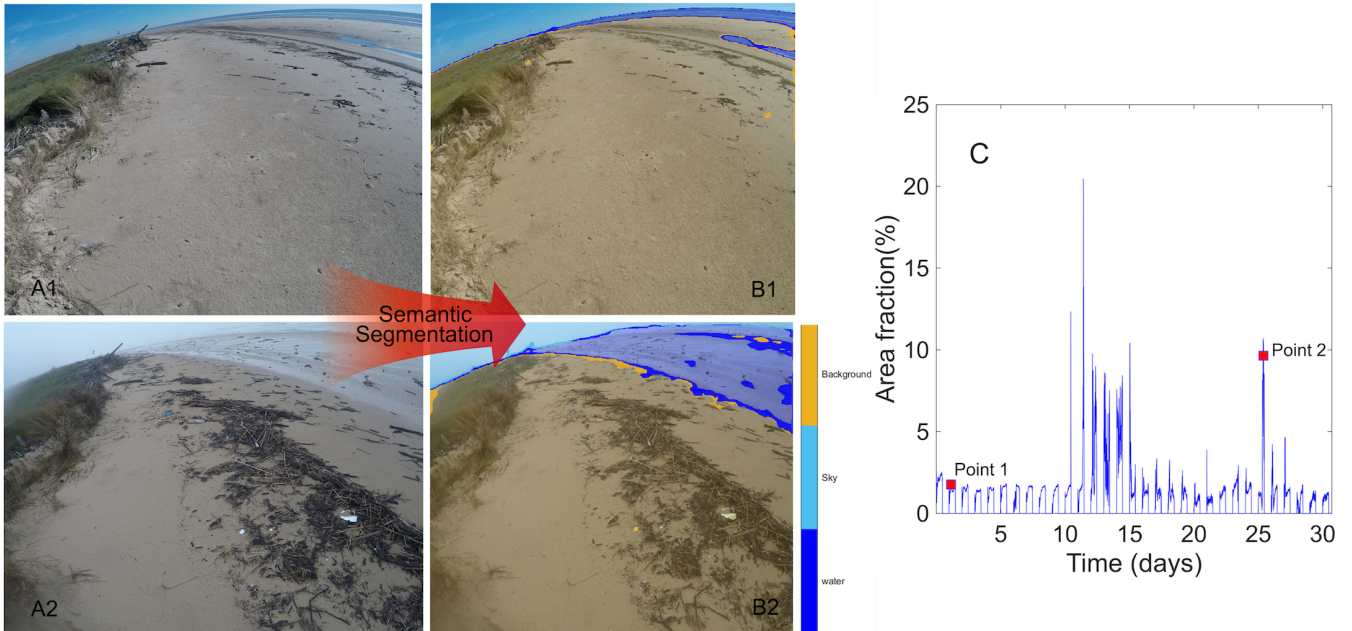 A1
B1
Semantic
Segmentation
A2
B2
Background
Sky
water
C
Area fraction(%)
25
20
15
10
5
0
Point 1
Point 2
5
10
15
20
25
30
Time (days)